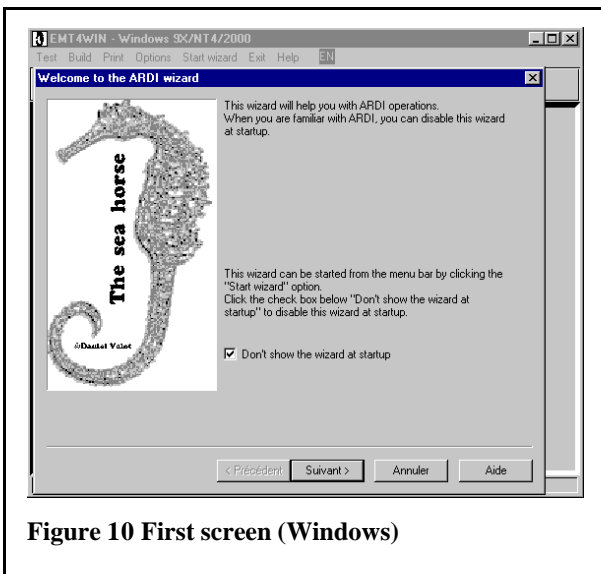 EMT4WIN - Windows 9X/NT4/2000
Test Build Print Options Start wizard Exit Help EN
Welcome to the ARDI wizard
This wizard will help you with ARDI operations.
When you are familiar with ARDI, you can disable this wizard
at startup.
The sea horse
©Daniel Valot
This wizard can be started from the menu bar by clicking the
"Start wizard" option.
Click the check box below "Don't show the wizard at
startup" to disable this wizard at startup.
Don't show the wizard at startup
< Précédent Suivant > Annuler Aide
Figure 10 First screen (Windows)